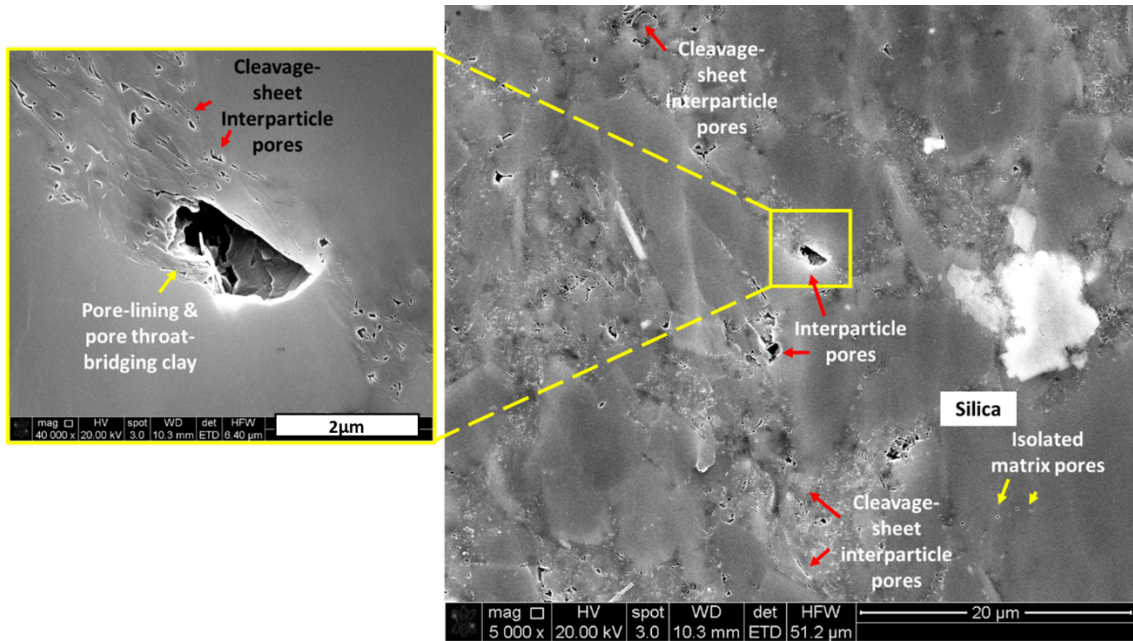 Cleavage-
sheet
Interparticle
pores
Pore-lining &
pore throat-
bridging clay
mag HV spot WD det HFW
40 000 x 20.00 kV 3.0 10.3 mm ETD 6.40 µm
2µm
Cleavage-
sheet
Interparticle
pores
Interparticle
pores
Silica
Isolated
matrix pores
Cleavage-
sheet
interparticle
pores
mag HV spot WD det HFW
5 000 x 20.00 kV 3.0 10.3 mm ETD 51.2 µm
20 µm